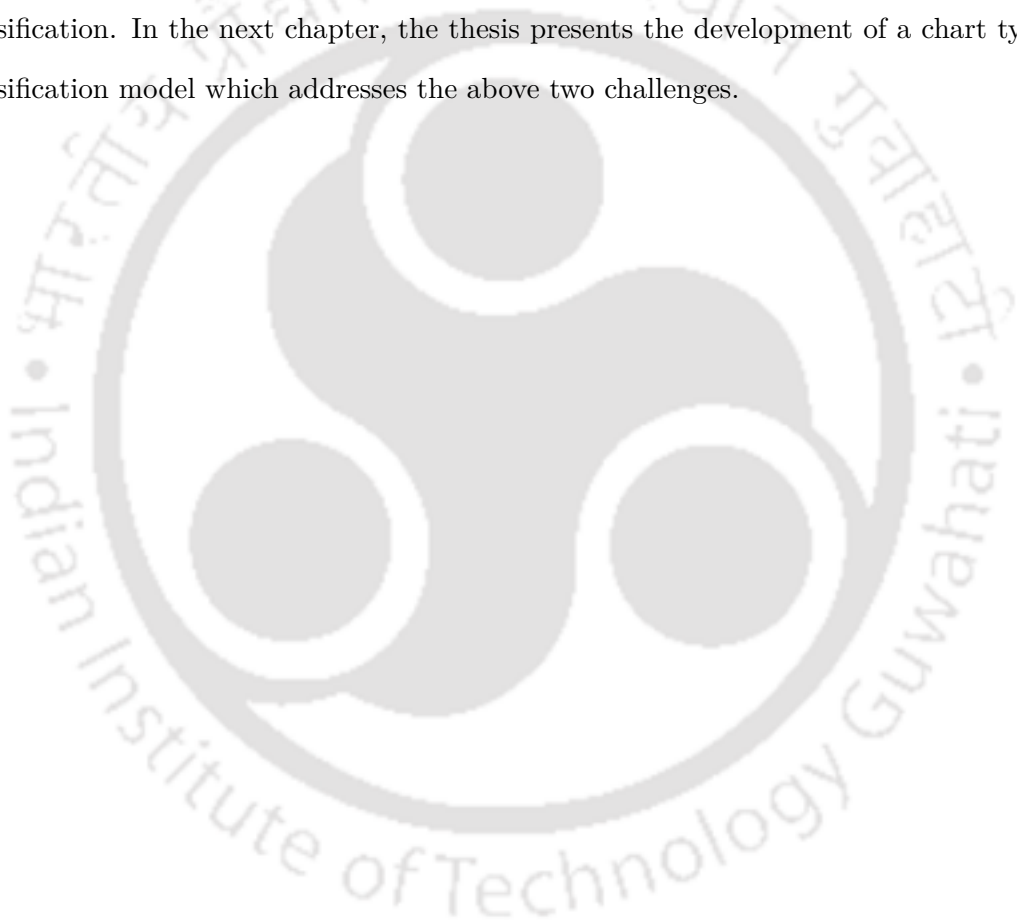 sification. In the next chapter, the thesis presents the development of a chart ty
sification model which addresses the above two challenges.
• Indian Institute of Technology Guwahati •